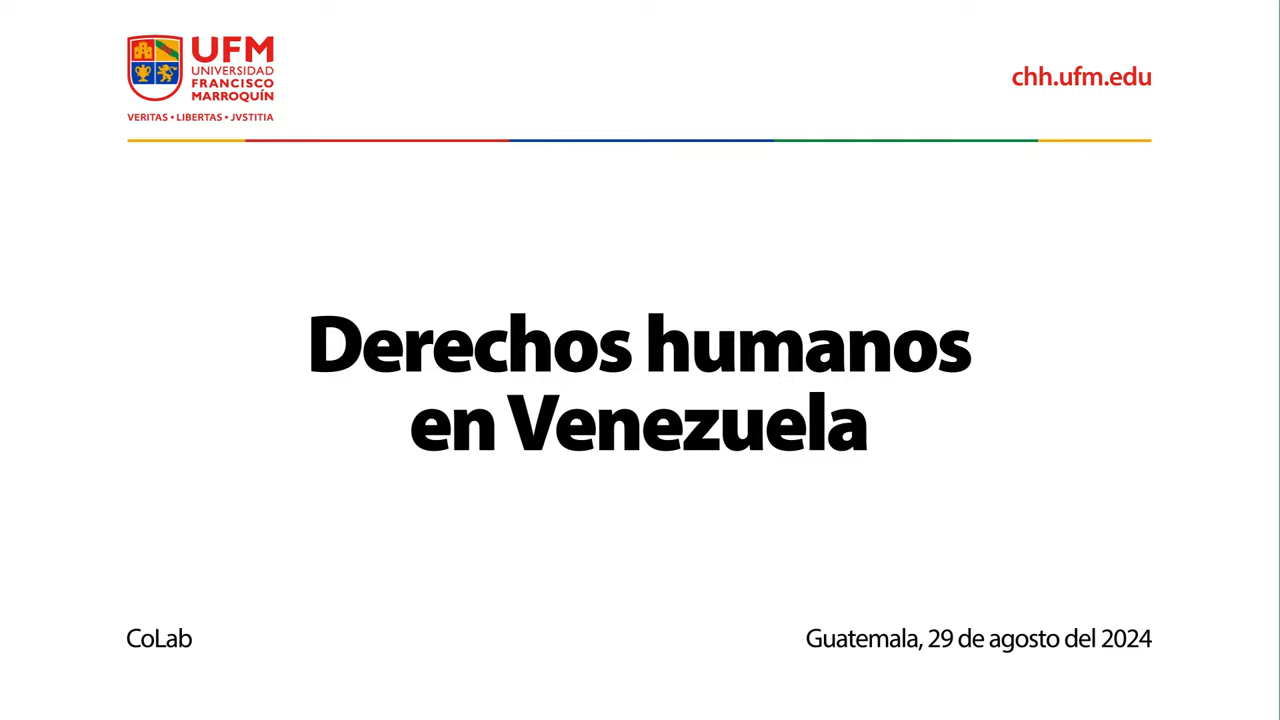 UFM
UNIVERSIDAD
FRANCISCO
MARROQUÍN
VERITAS • LIBERTAS • JVSTITIA
chh.ufm.edu
Derechos humanos
en Venezuela
CoLab
Guatemala, 29 de agosto del 2024